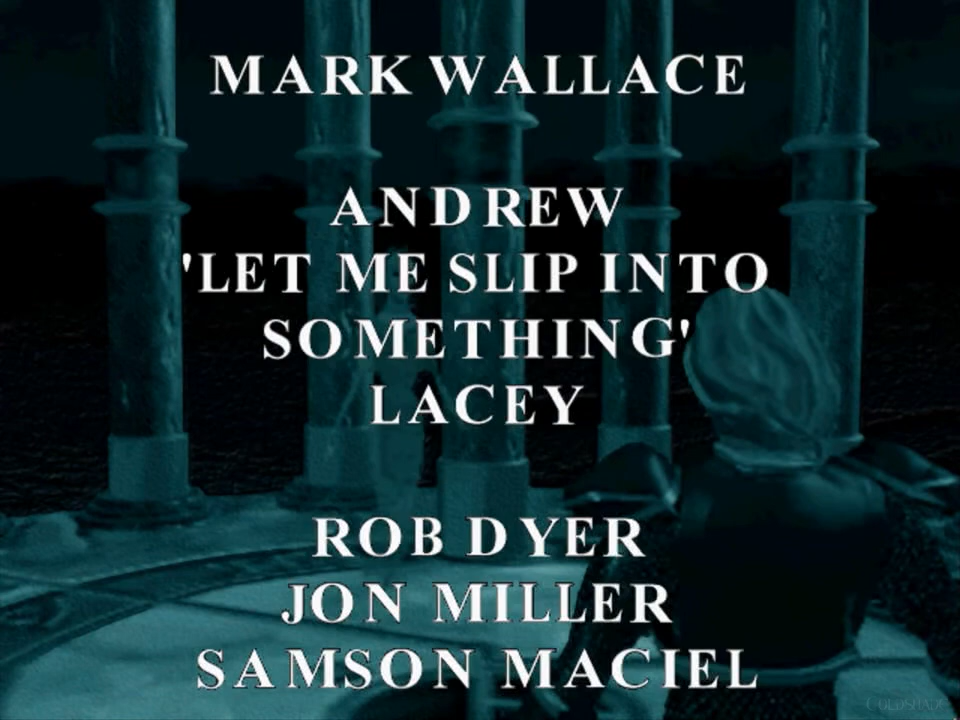 MARK WALLACE
ANDREW
'LET ME SLIP INTO
SOMETHING'
LACEY
ROB DYER
JON MILLER
SAMSON MACIEL